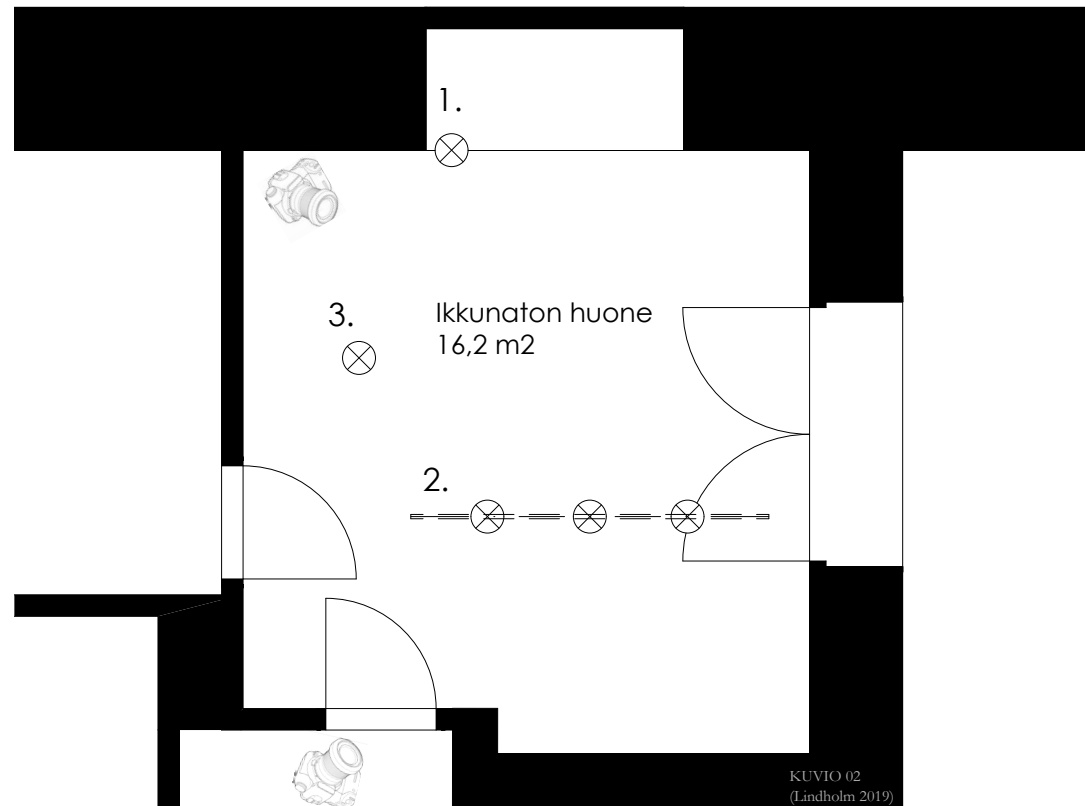 1.
3.
Ikkunaton huone
16,2 m2
2.
KUVIO 02
(Lindholm 2019)